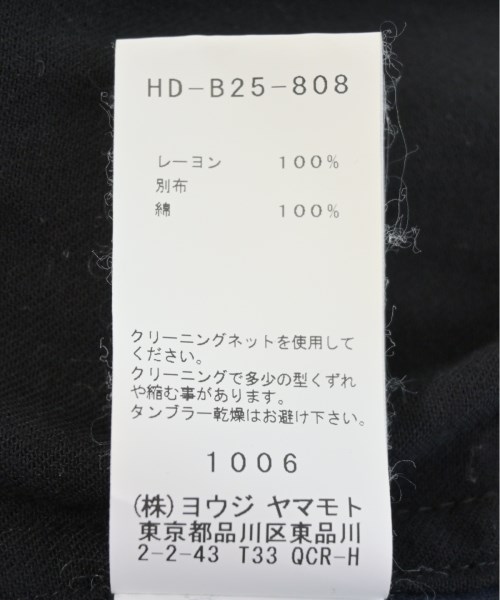 HD-B25-808
レーヨン 100%
別布
綿 100%
クリーニングネットを使用して
ください。
クリーニングで多少の型くずれ
や縮む事があります。
タンブラー乾燥はお避け下さい。
1006
(株)ヨウジ ヤマモト
東京都品川区東品川
2-2-43 T33 QCR-H